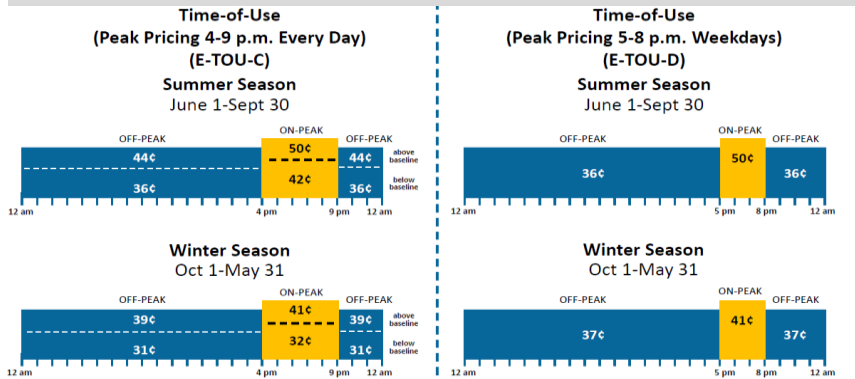 Time-of-Use
(Peak Pricing 4-9 p.m. Every Day)
(E-TOU-C)
Summer Season
June 1-Sept 30
OFF-PEAK
ON-PEAK
OFF-PEAK
44¢
50¢
44¢
above
baseline
36¢
42¢
36¢
below
baseline
12 am
4 pm
9 pm
12 am
Winter Season
Oct 1-May 31
OFF-PEAK
ON-PEAK
OFF-PEAK
39¢
41¢
39¢
above
baseline
31¢
32¢
31¢
below
baseline
12 am
4 pm
9 pm
12 am
Time-of-Use
(Peak Pricing 5-8 p.m. Weekdays)
(E-TOU-D)
Summer Season
June 1-Sept 30
OFF-PEAK
ON-PEAK
OFF-PEAK
36¢
50¢
36¢
12 am
5 pm
8 pm
12 am
Winter Season
Oct 1-May 31
OFF-PEAK
ON-PEAK
OFF-PEAK
37¢
41¢
37¢
12 am
5 pm
8 pm
12 am